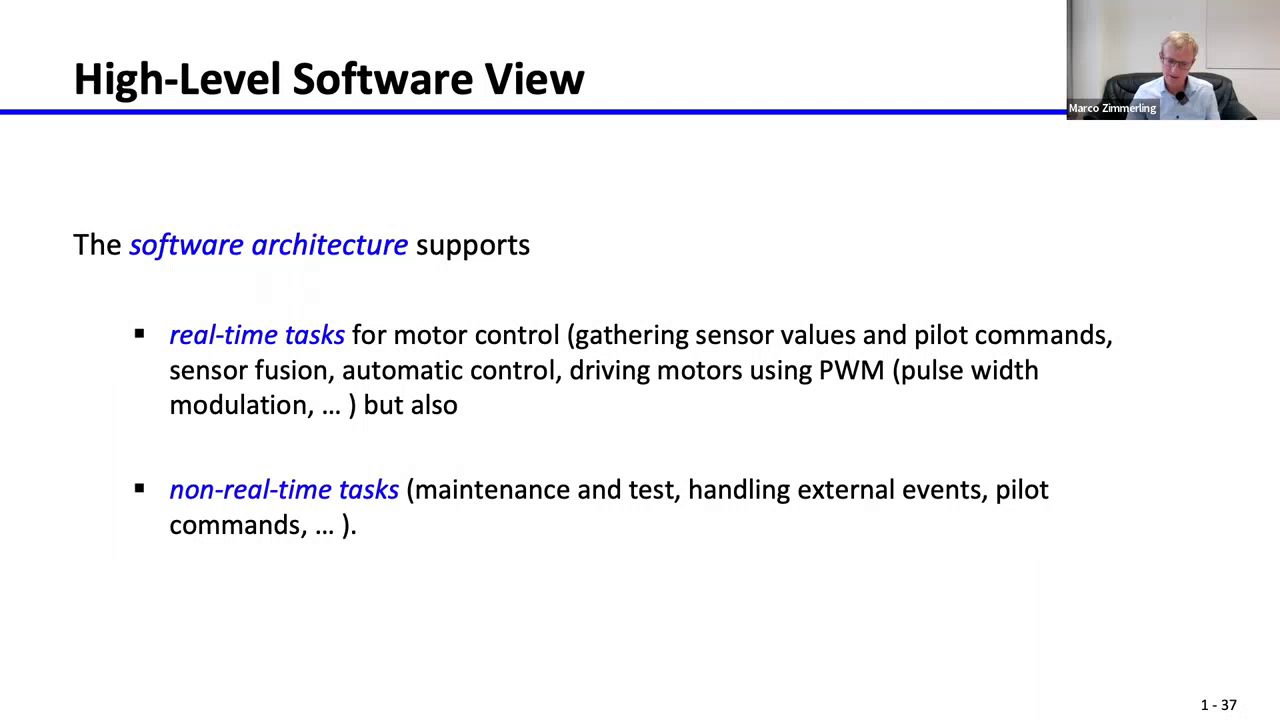 High-Level Software View
Marco Zimmerling
The software architecture supports
▪ real-time tasks for motor control (gathering sensor values and pilot commands,
sensor fusion, automatic control, driving motors using PWM (pulse width
modulation, … ) but also
▪ non-real-time tasks (maintenance and test, handling external events, pilot
commands, … ).
1 - 37